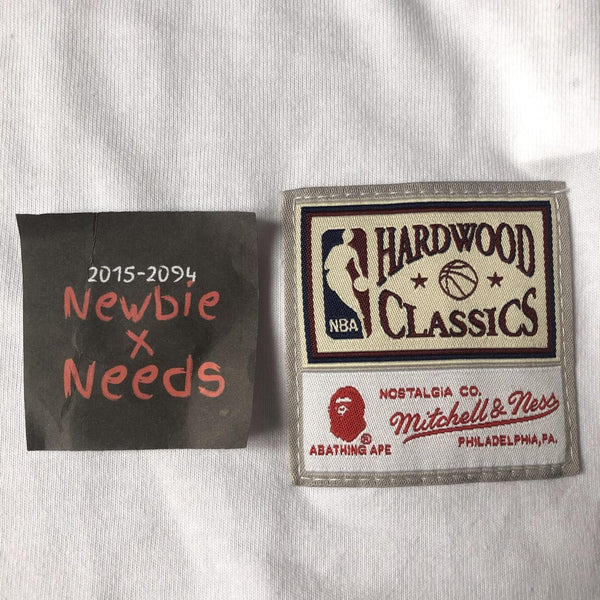 2015-2094
Newbie
x
Needs
HARDWOOD
CLASSICS
NBA
NOSTALGIA CO.
Mitchell & Ness
PHILADELPHIA, PA.
®
ABATHING APE